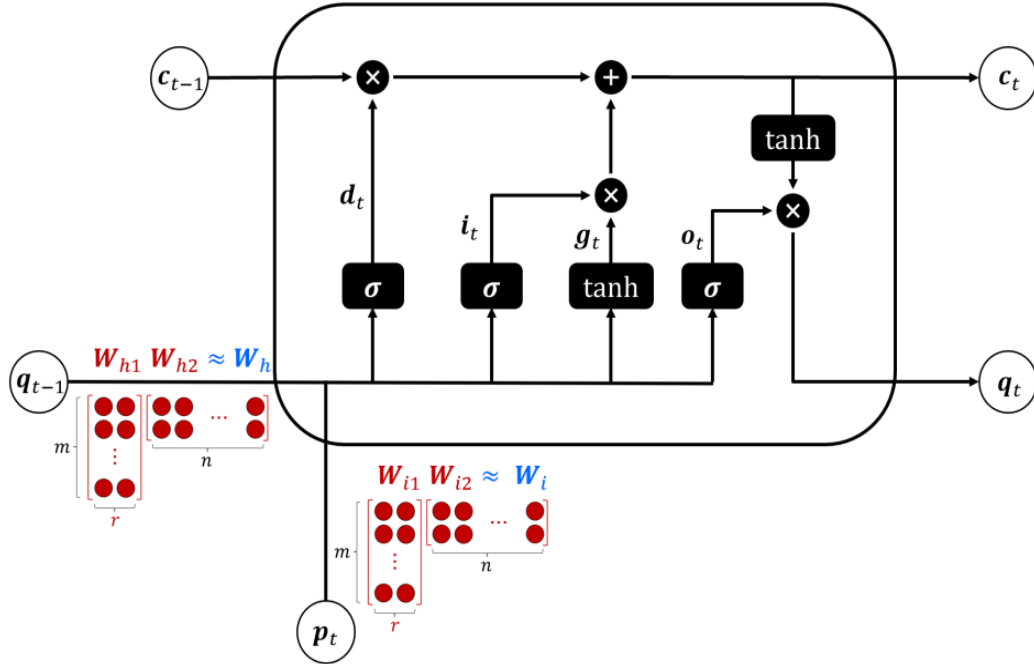 c_{t−1} × + c_t
tanh
d_t i_t × g_t o_t ×
σ σ tanh σ
W_{h1} W_{h2} ≈ W_h
q_{t−1} q_t
m ⋮ ... n
r
W_{i1} W_{i2} ≈ W_i
m ⋮ ... n
r
p_t